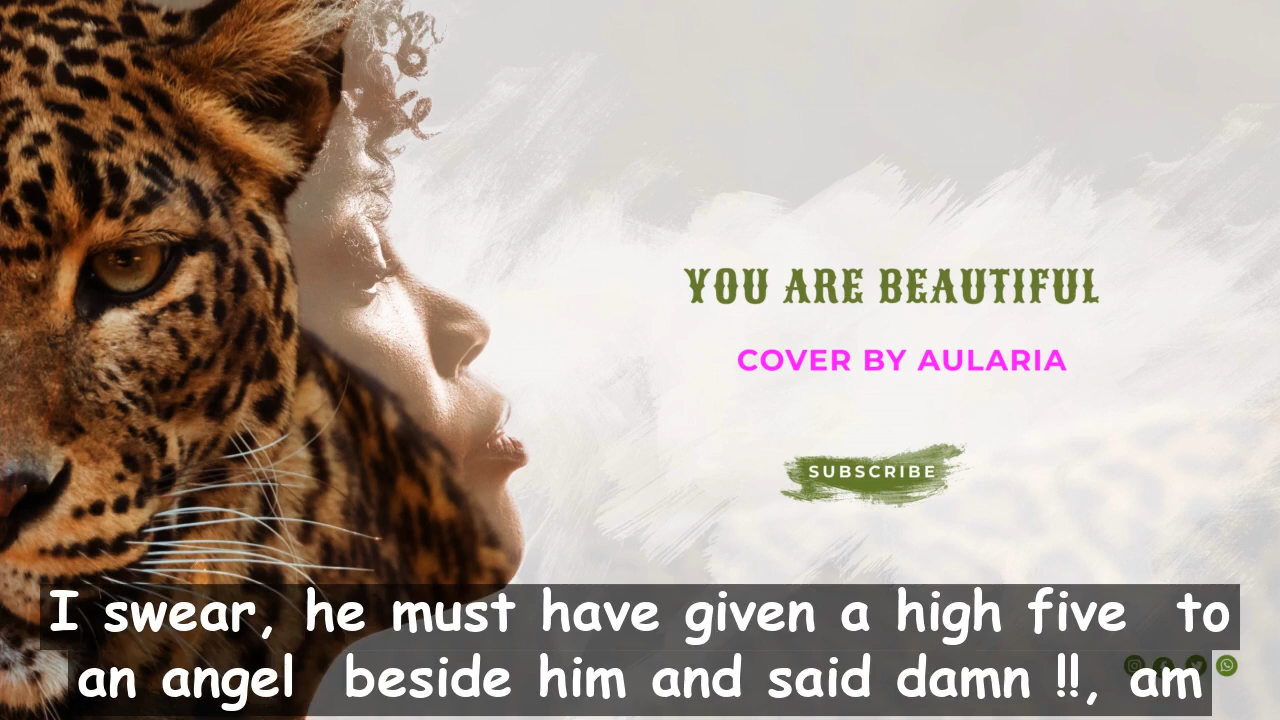 YOU ARE BEAUTIFUL
COVER BY AULARIA
SUBSCRIBE
I swear, he must have given a high five to
an angel beside him and said damn !!, am